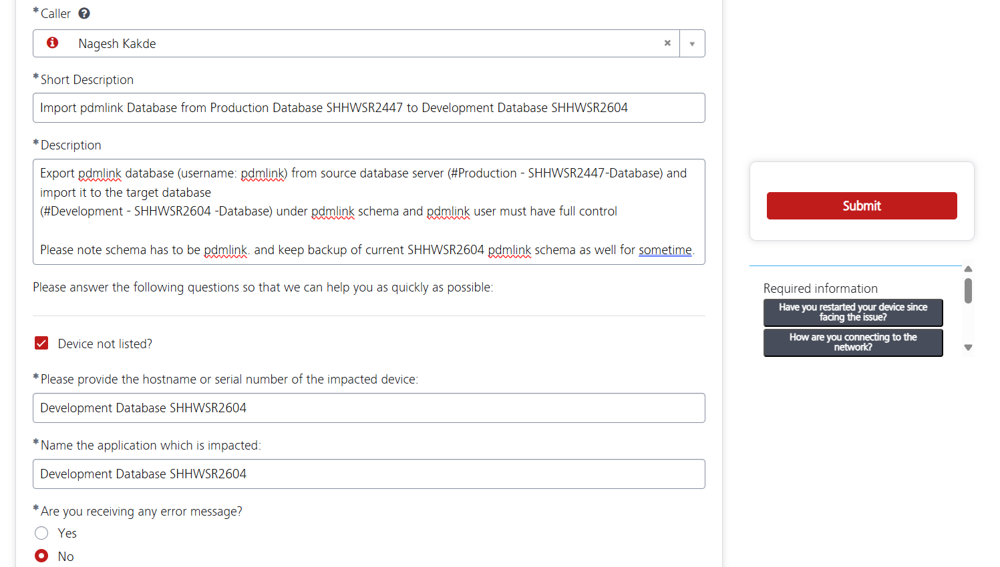 * Caller ?
Nagesh Kakde
* Short Description
Import pdmlink Database from Production Database SHHWSR2447 to Development Database SHHWSR2604
* Description
Export pdmlink database (username: pdmlink) from source database server (#Production - SHHWSR2447-Database) and
import it to the target database
(#Development - SHHWSR2604 -Database) under pdmlink schema and pdmlink user must have full control
Please note schema has to be pdmlink. and keep backup of current SHHWSR2604 pdmlink schema as well for sometime.
Please answer the following questions so that we can help you as quickly as possible:
Device not listed?
* Please provide the hostname or serial number of the impacted device:
Development Database SHHWSR2604
* Name the application which is impacted:
Development Database SHHWSR2604
* Are you receiving any error message?
Yes
No
Submit
Required information
Have you restarted your device since
facing the issue?
How are you connecting to the
network?